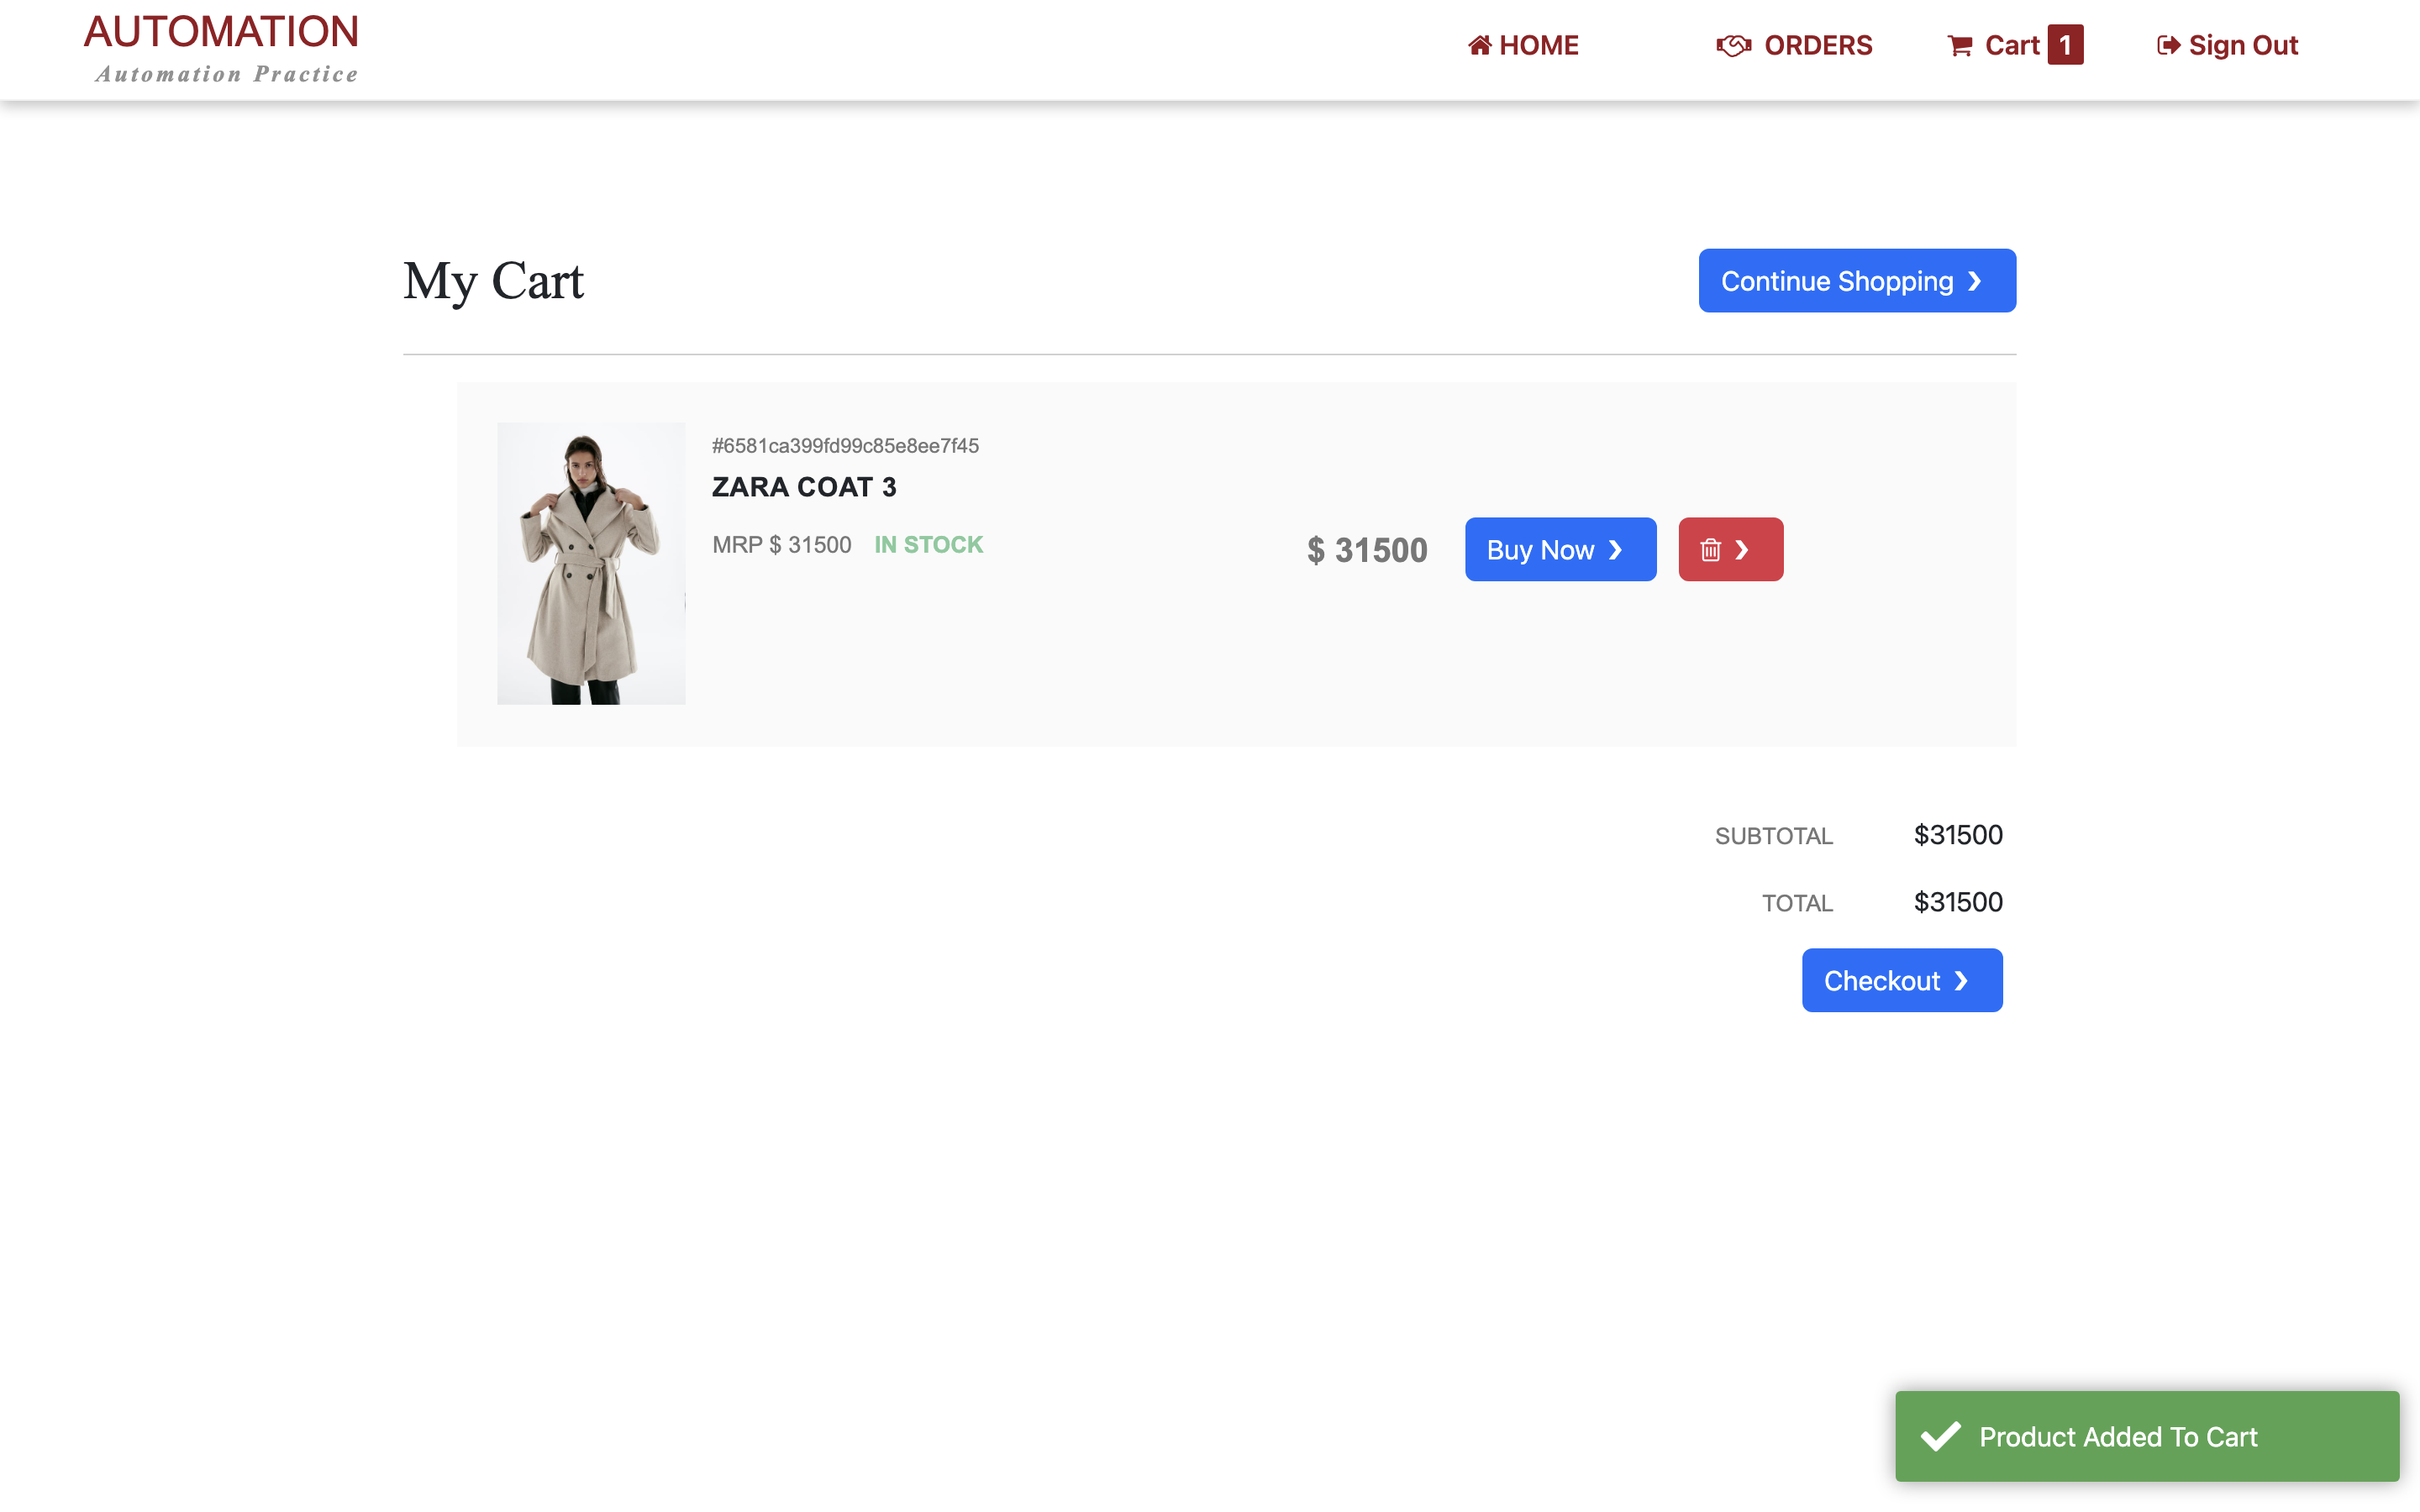 AUTOMATION
Automation Practice
HOME
ORDERS
Cart 1
Sign Out
My Cart
Continue Shopping
#6581ca399fd99c85e8ee7f45
ZARA COAT 3
MRP $ 31500 IN STOCK
$ 31500
Buy Now
SUBTOTAL $31500
TOTAL $31500
Checkout
Product Added To Cart